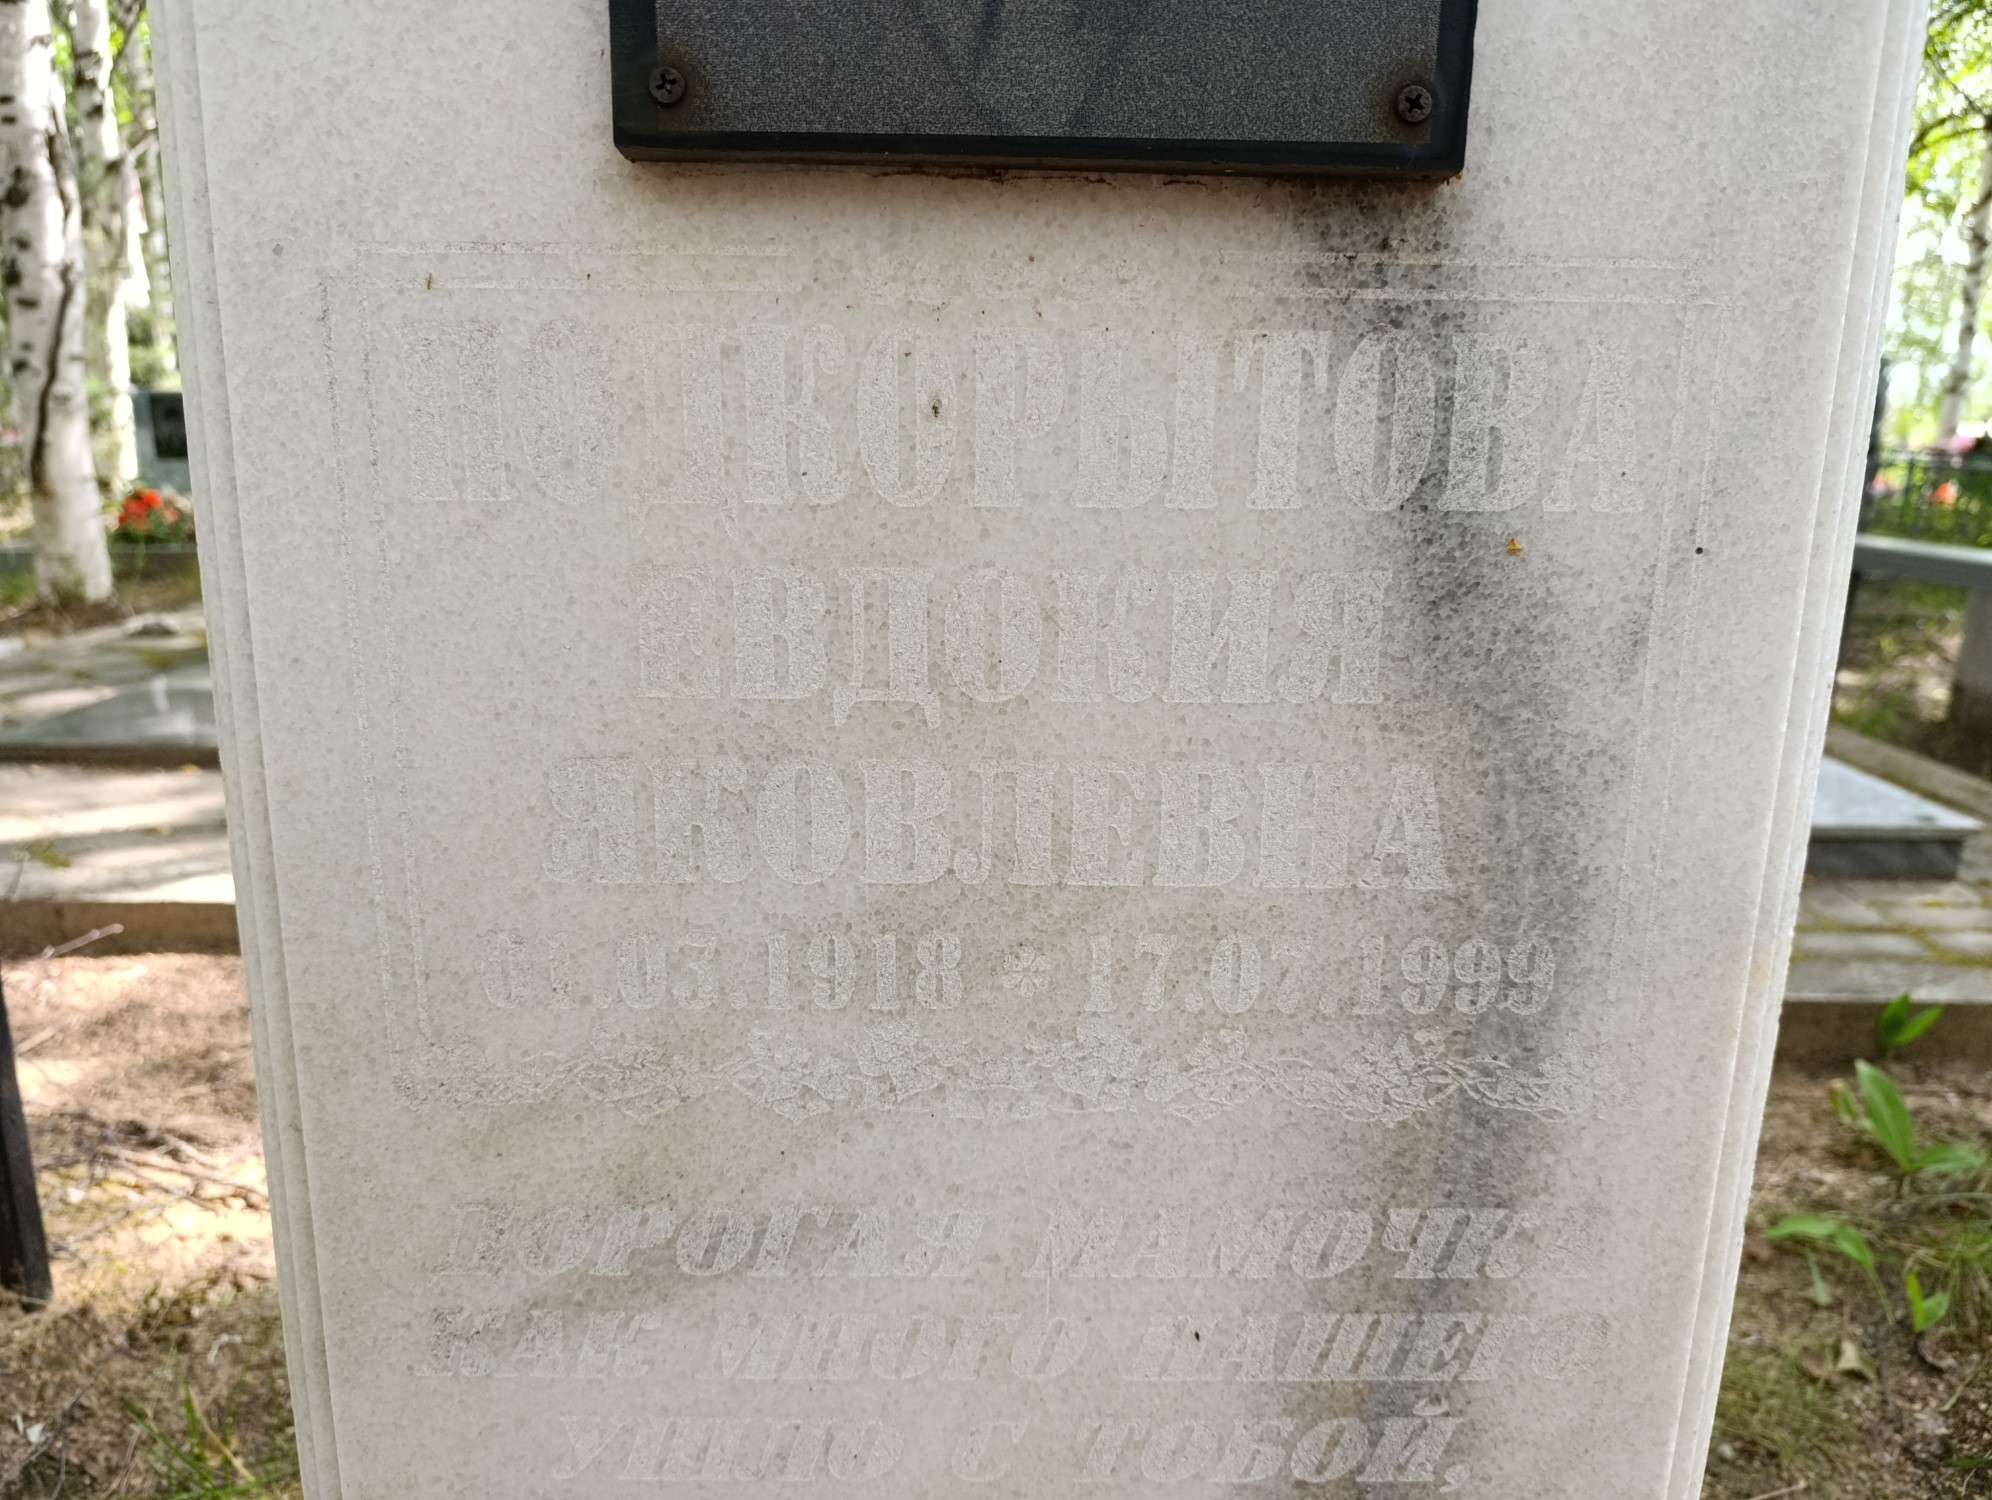 ПОДКОРЫТОВА
ЕВДОКИЯ
ЯКОВЛЕВНА
01.03.1918 * 17.07.1999
ДОРОГАЯ МАМОЧКА
КАК МНОГО НАШЕГО
УШЛО С ТОБОЙ,